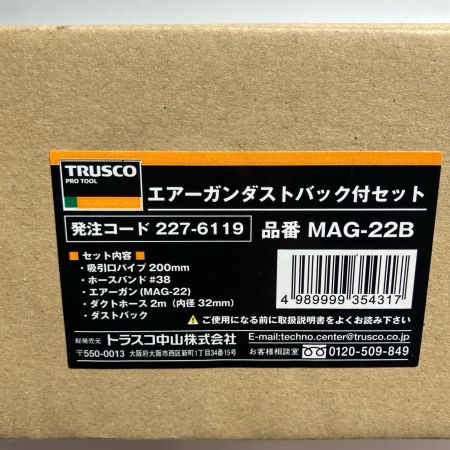 TRUSCO
PRO TOOL
エアーガンダストバック付セット
発注コード 227-6119
品番 MAG-22B
■ セット内容 ■
・吸引口パイプ 200mm
・ホースバンド #38
・エアーガン(MAG-22)
・ダクトホース 2m(内径 32mm)
・ダストバック
4 989999 354317
⚠ ご使用になる前に取扱説明書をよくお読み下さい。
総発売元 トラスコ中山株式会社
〒550-0013 大阪府大阪市西区新町1丁目34番15号
E-mail:techno.center@trusco.co.jp
お客様相談室 0120-509-849